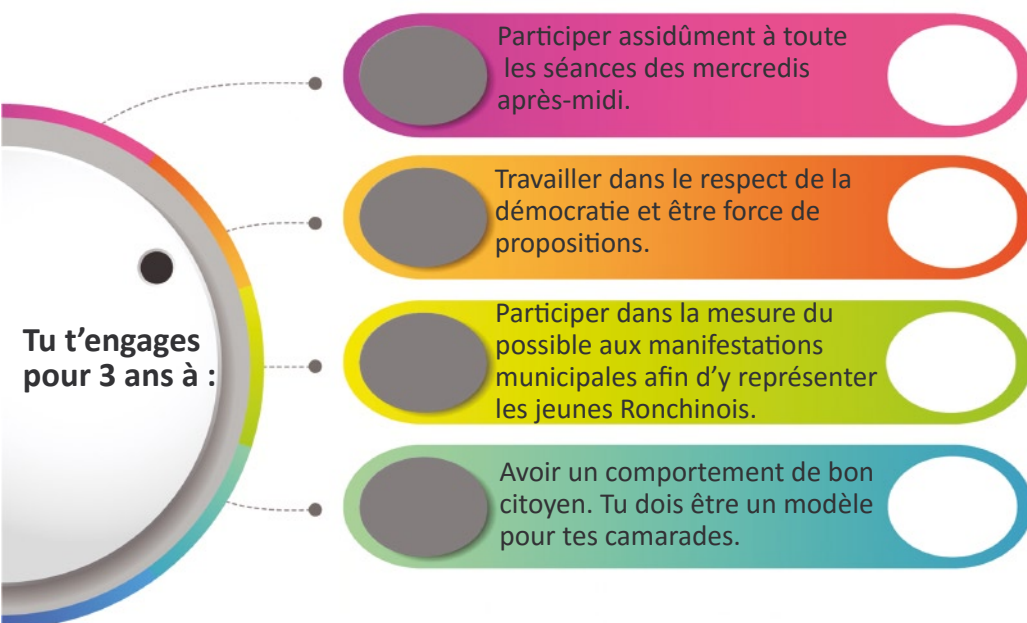 Tu t'engages
pour 3 ans à :
Participer assidûment à toute
les séances des mercredis
après-midi.
Travailler dans le respect de la
démocratie et être force de
propositions.
Participer dans la mesure du
possible aux manifestations
municipales afin d'y représenter
les jeunes Ronchinois.
Avoir un comportement de bon
citoyen. Tu dois être un modèle
pour tes camarades.